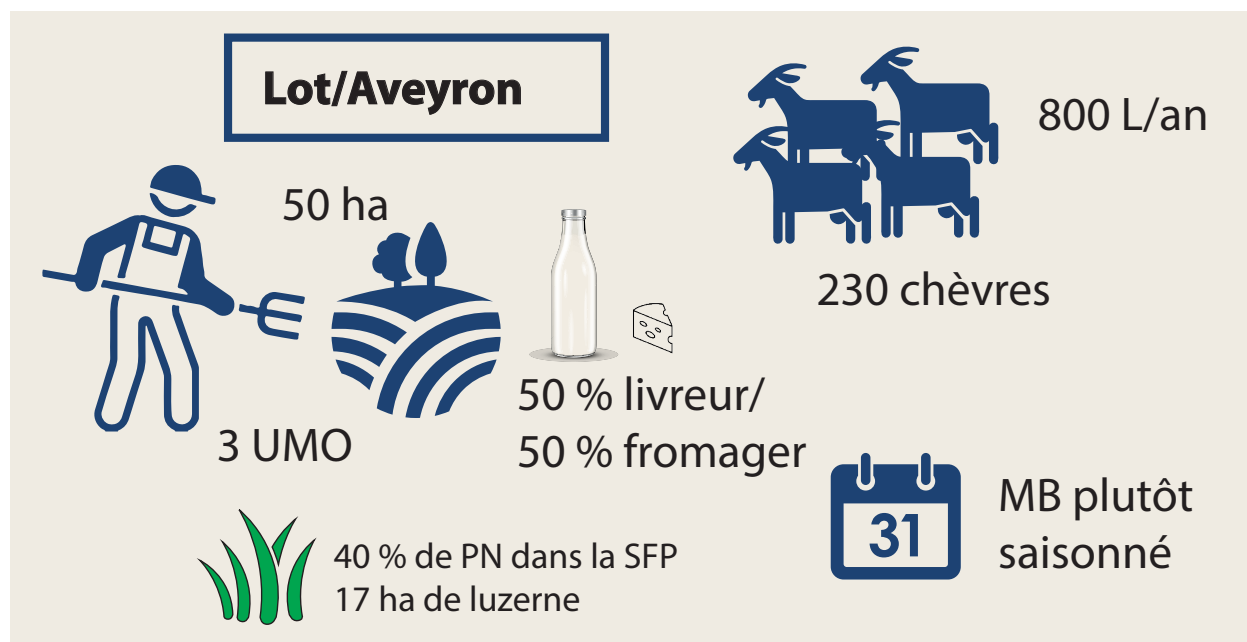 Lot/Aveyron
800 L/an
50 ha
230 chèvres
50 % livreur/
50 % fromager
3 UMO
31
MB plutôt
saisonné
40 % de PN dans la SFP
17 ha de luzerne